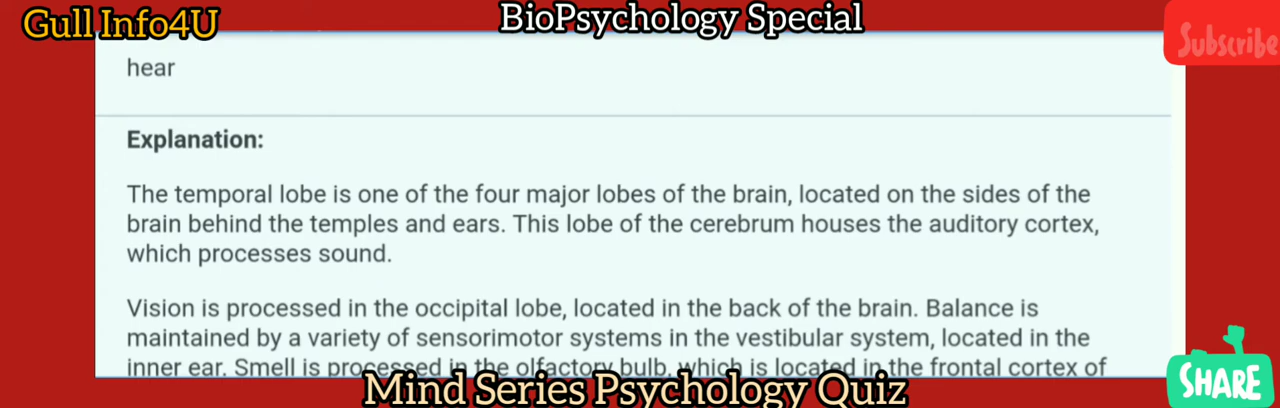 Gull Info4U
BioPsychology Special
Subscribe
hear
Explanation:
The temporal lobe is one of the four major lobes of the brain, located on the sides of the
brain behind the temples and ears. This lobe of the cerebrum houses the auditory cortex,
which processes sound.
Vision is processed in the occipital lobe, located in the back of the brain. Balance is
maintained by a variety of sensorimotor systems in the vestibular system, located in the
inner ear. Smell is processed in the olfactory bulb, which is located in the frontal cortex of
Mind Series Psychology Quiz
SHARE